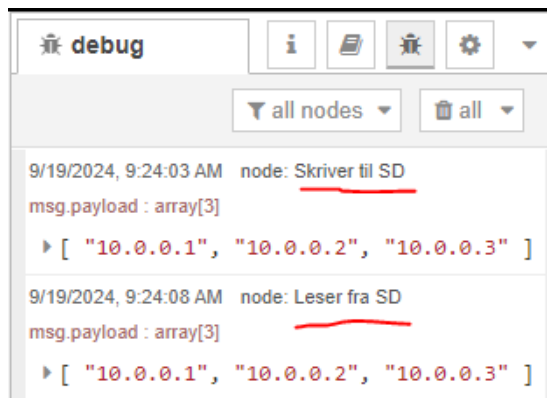 debug
i
all nodes
all
9/19/2024, 9:24:03 AM node: Skriver til SD
msg.payload : array[3]
[ "10.0.0.1", "10.0.0.2", "10.0.0.3" ]
9/19/2024, 9:24:08 AM node: Leser fra SD
msg.payload : array[3]
[ "10.0.0.1", "10.0.0.2", "10.0.0.3" ]